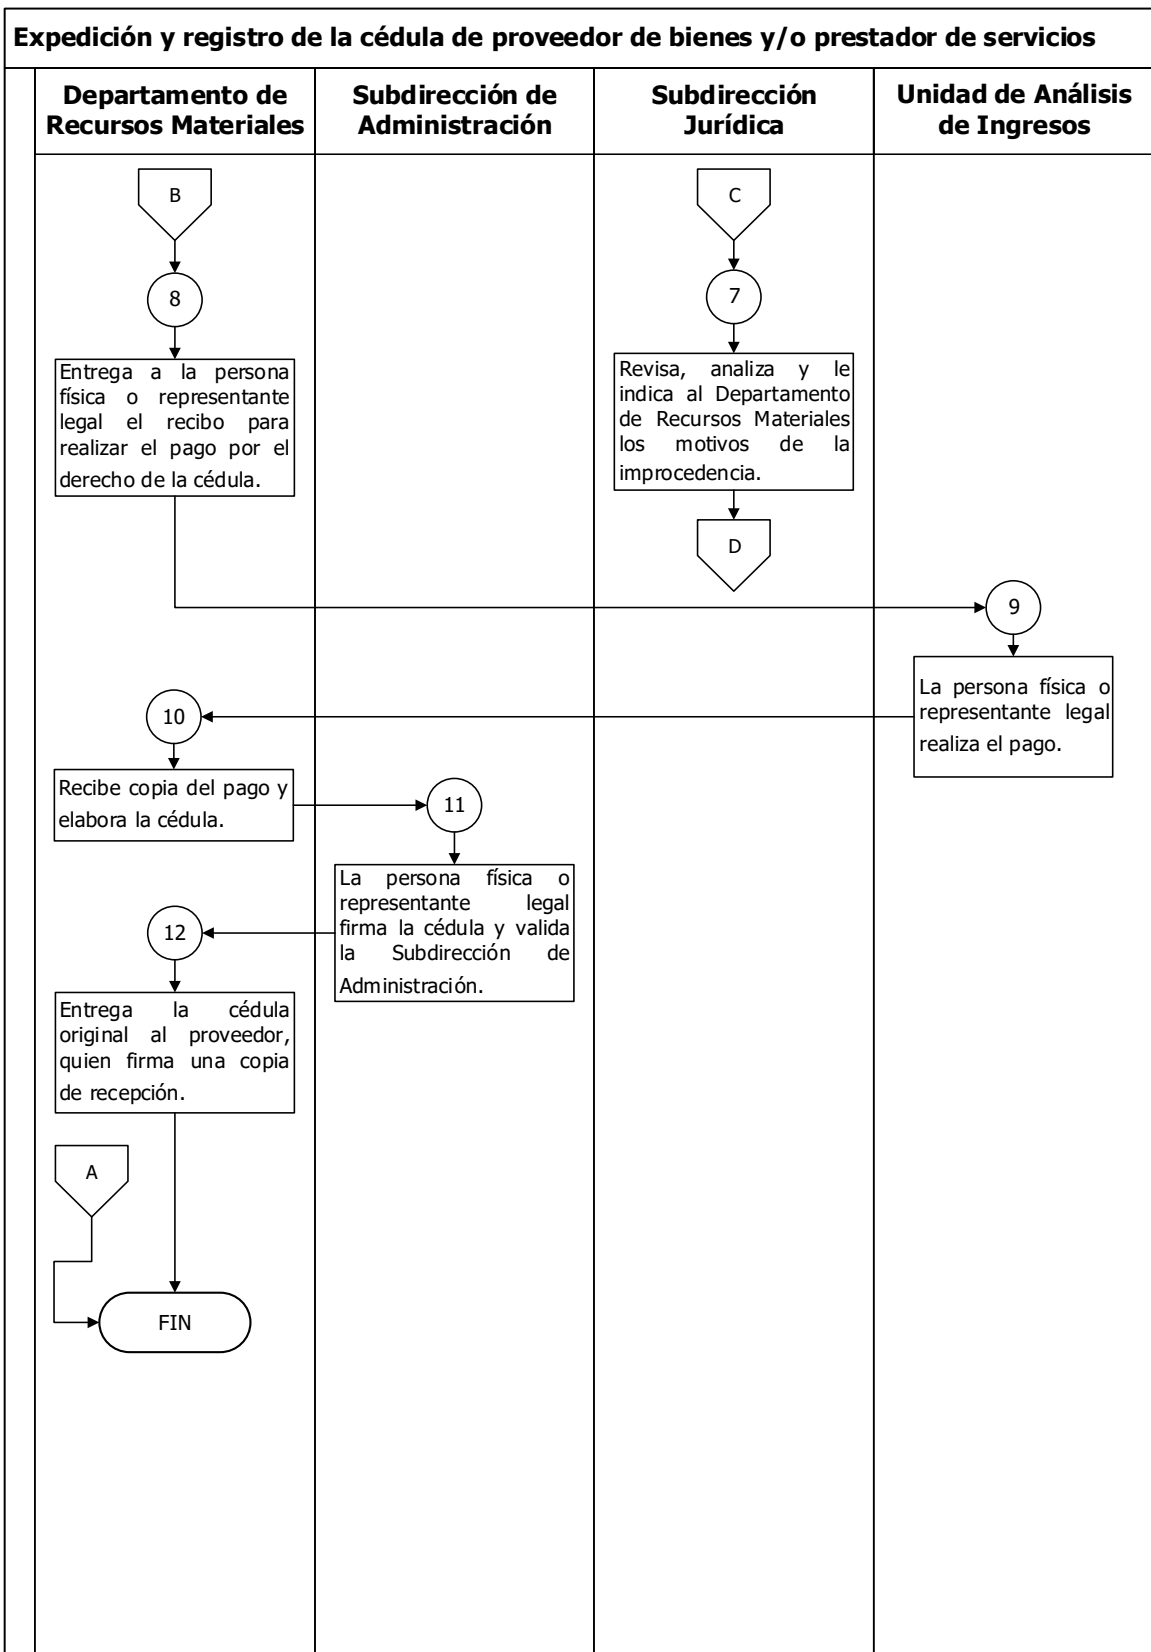 Expedición y registro de la cédula de proveedor de bienes y/o prestador de servicios
Departamento de
Recursos Materiales
Subdirección de
Administración
Subdirección
Jurídica
Unidad de Análisis
de Ingresos
B
8
Entrega a la persona
física o representante
legal el recibo para
realizar el pago por el
derecho de la cédula.
C
7
Revisa, analiza y le
indica al Departamento
de Recursos Materiales
los motivos de la
improcedencia.
D
9
La persona física o
representante legal
realiza el pago.
10
Recibe copia del pago y
elabora la cédula.
11
La persona física o
representante legal
firma la cédula y valida
la Subdirección de
Administración.
12
Entrega la cédula
original al proveedor,
quien firma una copia
de recepción.
A
FIN